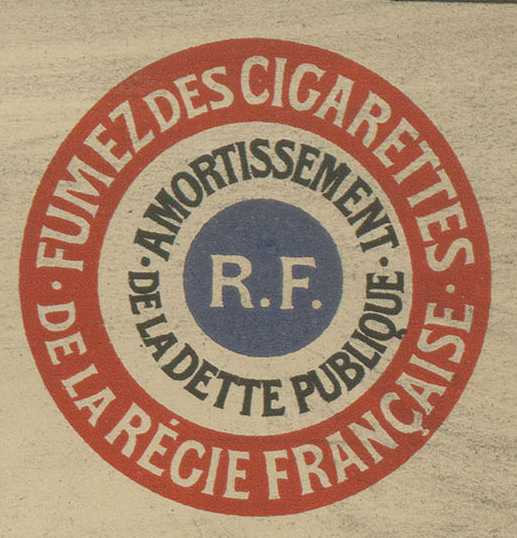 · FUMEZ DES CIGARETTES ·
DE LA RÉGIE FRANÇAISE
· AMORTISSEMENT ·
DE LA DETTE PUBLIQUE
R.F.